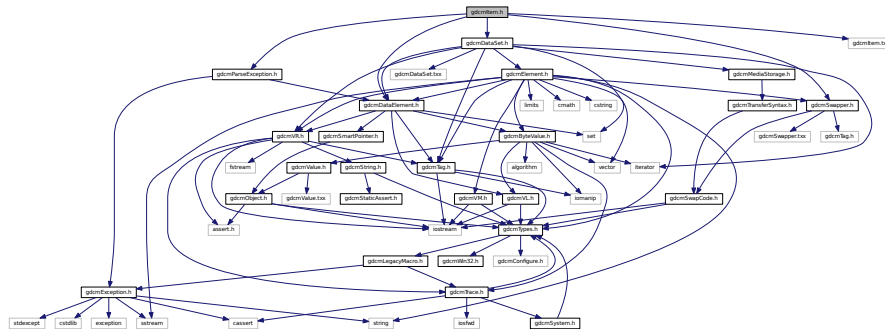 gdcmItem.h
gdcmDataSet.h
gdcmItem.tx
gdcmParseException.h
gdcmDataSet.txx
gdcmElement.h
gdcmMediaStorage.h
gdcmDataElement.h
limits
cmath
cstring
gdcmTransferSyntax.h
gdcmSwapper.h
gdcmVR.h
gdcmSmartPointer.h
gdcmByteValue.h
set
gdcmSwapper.txx
gdcmTag.h
fstream
gdcmValue.h
gdcmString.h
gdcmTag.h
algorithm
vector
iterator
gdcmObject.h
gdcmValue.txx
gdcmStaticAssert.h
gdcmVM.h
gdcmVL.h
iomanip
gdcmSwapCode.h
assert.h
iostream
gdcmTypes.h
gdcmLegacyMacro.h
gdcmWin32.h
gdcmConfigure.h
gdcmException.h
gdcmTrace.h
stdexcept
cstdlib
exception
sstream
cassert
string
iosfwd
gdcmSystem.h